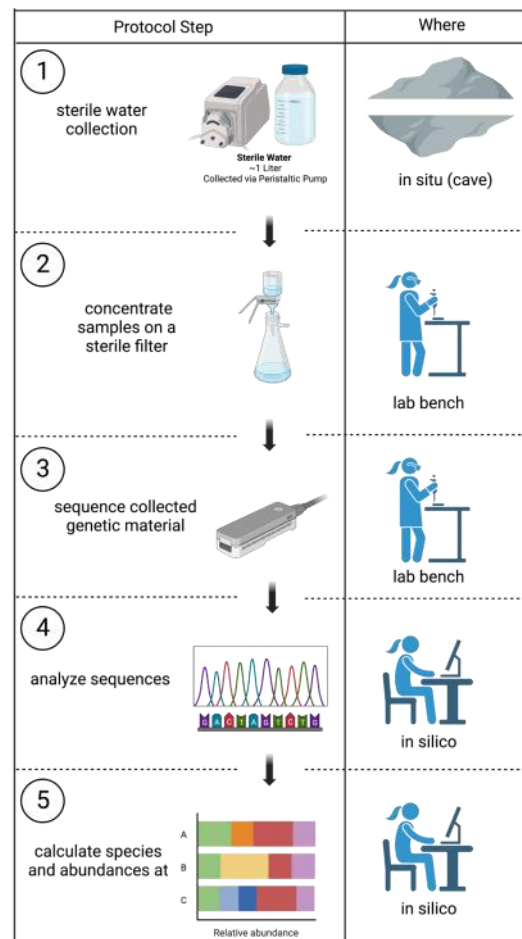 Protocol Step
Where
1
sterile water
collection
Sterile Water
~1 Liter
Collected via Peristaltic Pump
in situ (cave)
2
concentrate
samples on a
sterile filter
lab bench
3
sequence collected
genetic material
lab bench
4
analyze sequences
G A C T A G T C T G
in silico
5
calculate species
and abundances at
A
B
C
Relative abundance
in silico